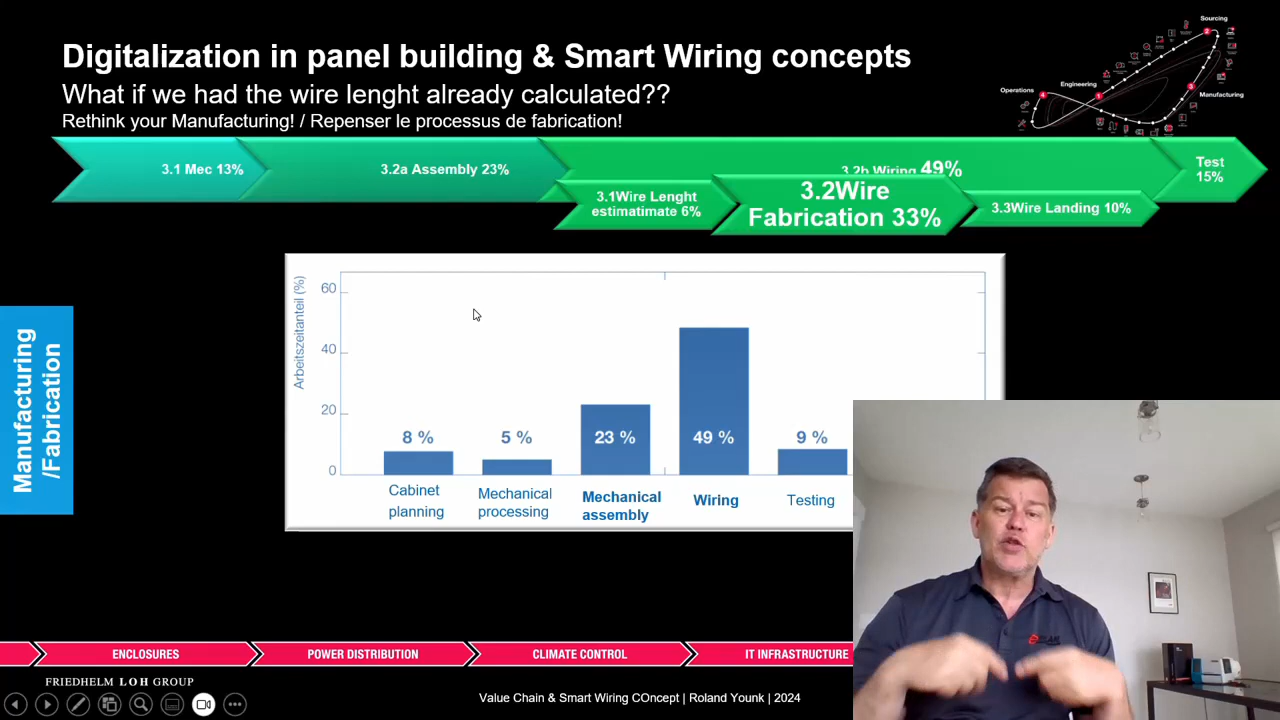 Digitalization in panel building & Smart Wiring concepts
What if we had the wire lenght already calculated??
Rethink your Manufacturing! / Repenser le processus de fabrication!
Sourcing
Engineering
Operations
Manufacturing
3.1 Mec 13%
3.2a Assembly 23%
3.2b Wiring 49%
Test
15%
3.1Wire Lenght
estimatimate 6%
3.2Wire
Fabrication 33%
3.3Wire Landing 10%
Manufacturing
/Fabrication
Arbeitszeitanteil (%)
60
40
20
0
8 %
5 %
23 %
49 %
9 %
Cabinet
planning
Mechanical
processing
Mechanical
assembly
Wiring
Testing
ENCLOSURES
POWER DISTRIBUTION
CLIMATE CONTROL
IT INFRASTRUCTURE
FRIEDHELM LOH GROUP
Value Chain & Smart Wiring COncept | Roland Younk | 2024